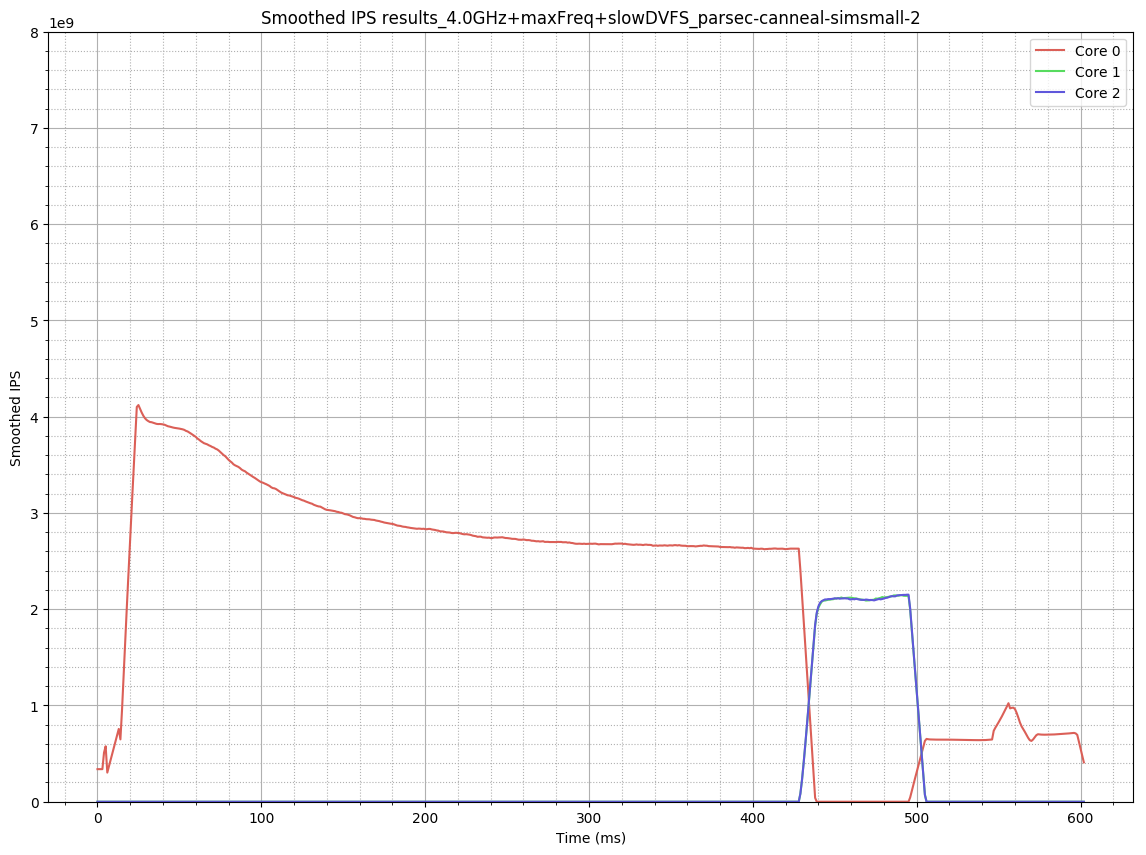 Smoothed IPS results_4.0GHz+maxFreq+slowDVFS_parsec-canneal-simsmall-2
1e9
8
7
6
5
4
3
2
1
0
Smoothed IPS
Core 0
Core 1
Core 2
0 100 200 300 400 500 600
Time (ms)